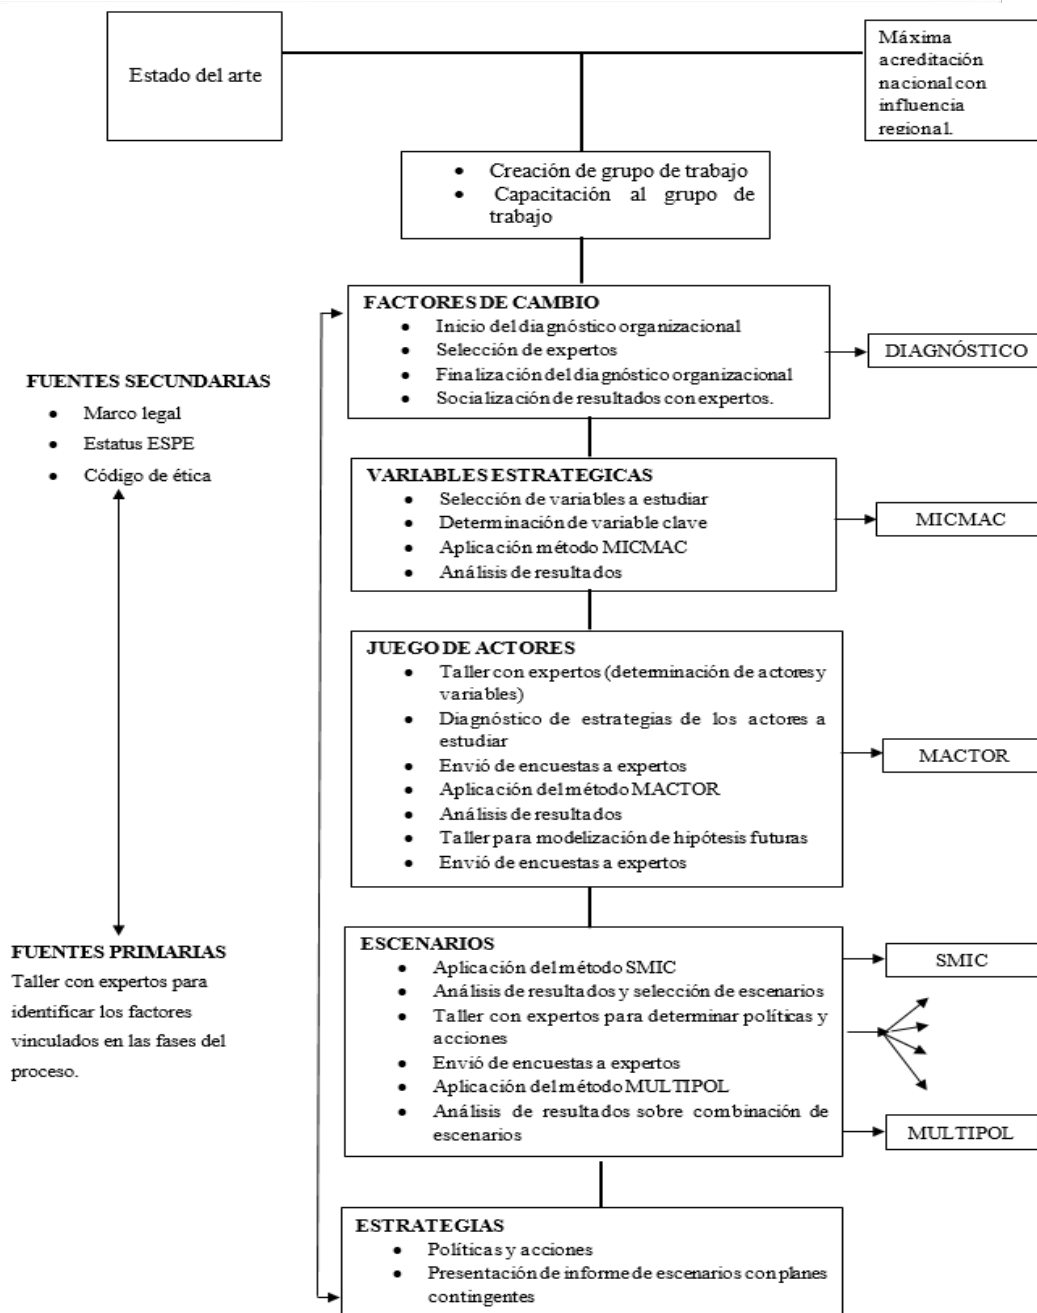 Estado del arte
Máxima
acreditación
nacional con
influencia
regional.
• Creación de grupo de trabajo
• Capacitación al grupo de
trabajo
FACTORES DE CAMBIO
• Inicio del diagnóstico organizacional
• Selección de expertos
• Finalización del diagnóstico organizacional
• Socialización de resultados con expertos.
DIAGNÓSTICO
FUENTES SECUNDARIAS
• Marco legal
• Estatus ESPE
• Código de ética
VARIABLES ESTRATEGICAS
• Selección de variables a estudiar
• Determinación de variable clave
• Aplicación método MICMAC
• Análisis de resultados
MICMAC
JUEGO DE ACTORES
• Taller con expertos (determinación de actores y
variables)
• Diagnóstico de estrategias de los actores a
estudiar
• Envió de encuestas a expertos
• Aplicación del método MACTOR
• Análisis de resultados
• Taller para modelización de hipótesis futuras
• Envió de encuestas a expertos
MACTOR
FUENTES PRIMARIAS
Taller con expertos para
identificar los factores
vinculados en las fases del
proceso.
ESCENARIOS
• Aplicación del método SMIC
• Análisis de resultados y selección de escenarios
• Taller con expertos para determinar políticas y
acciones
• Envió de encuestas a expertos
• Aplicación del método MULTIPOL
• Análisis de resultados sobre combinación de
escenarios
SMIC
MULTIPOL
ESTRATEGIAS
• Políticas y acciones
• Presentación de informe de escenarios con planes
contingentes